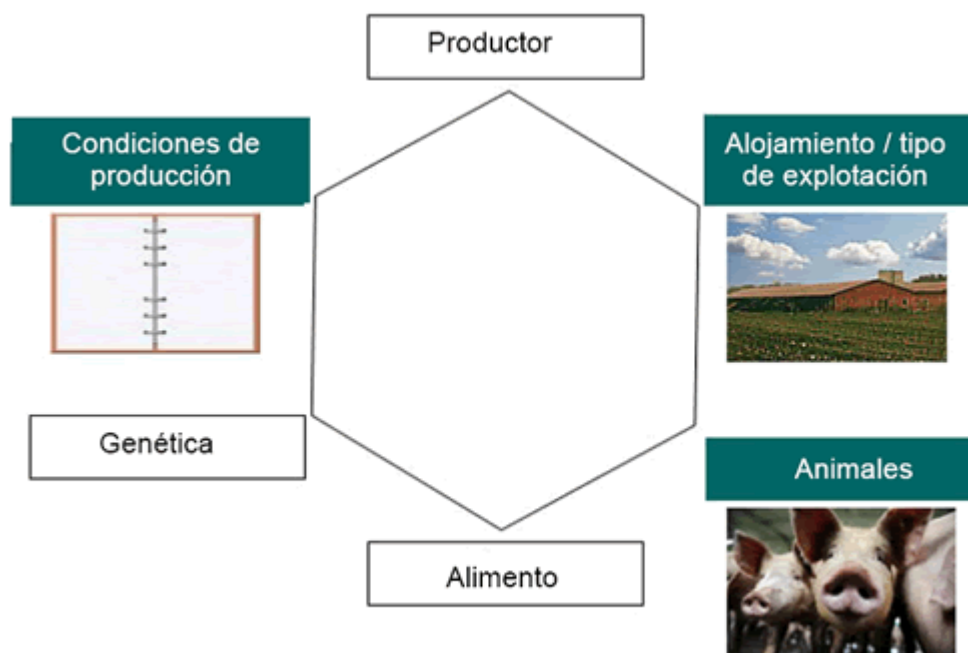 Productor
Condiciones de
producción
Alojamiento / tipo
de explotación
Genética
Animales
Alimento